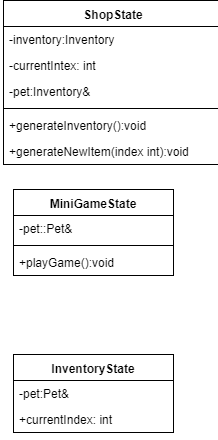 ShopState
-inventory:Inventory
-currentIntex: int
-pet:Inventory&
+generateInventory():void
+generateNewItem(index int):void
MiniGameState
-pet::Pet&
+playGame():void
InventoryState
-pet:Pet&
+currentIndex: int